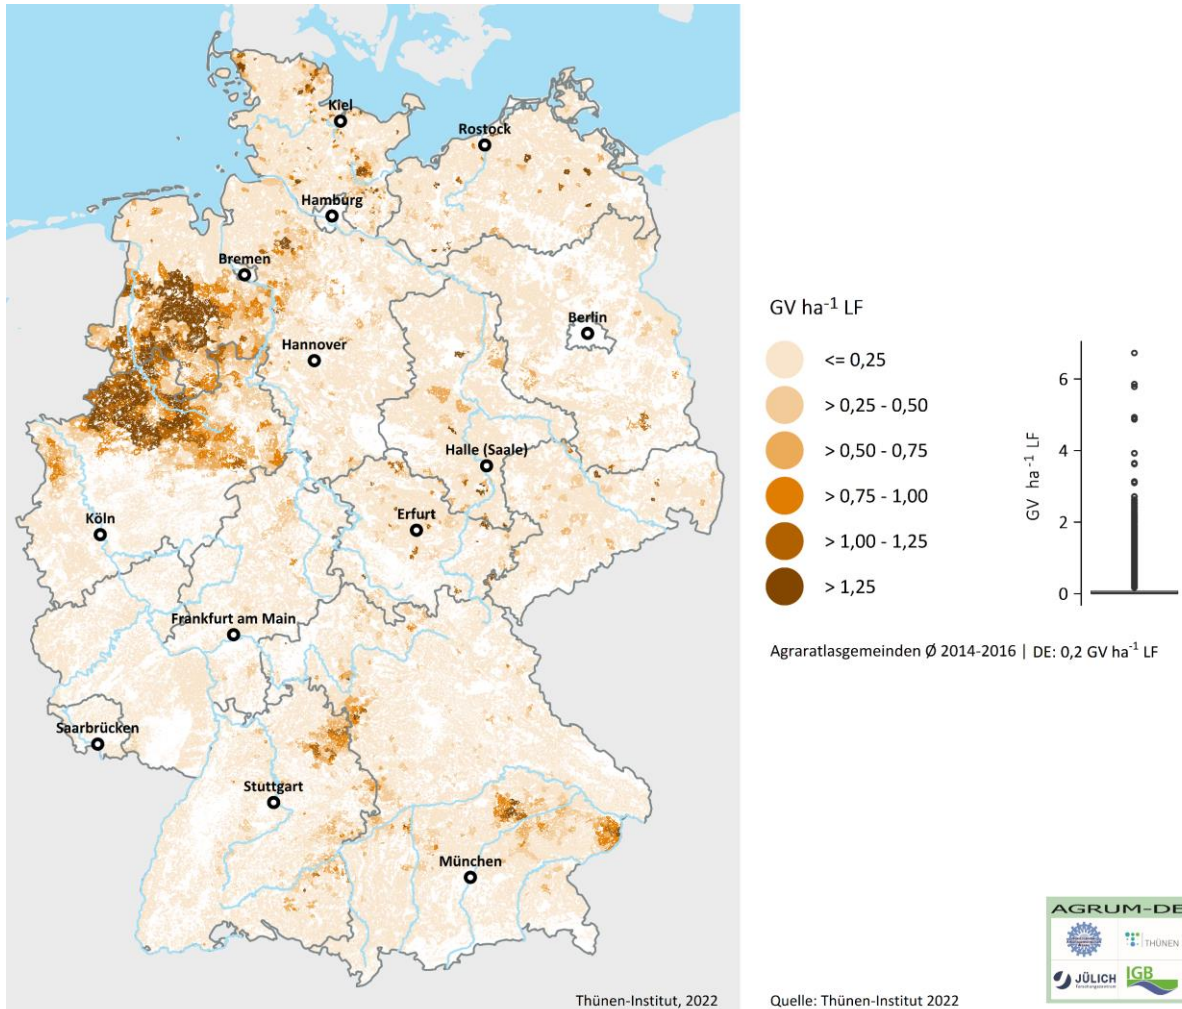 Kiel
Rostock
Hamburg
Bremen
Berlin
Hannover
Halle (Saale)
Köln
Erfurt
Frankfurt am Main
Saarbrücken
Stuttgart
München
Thünen-Institut, 2022
GV ha⁻¹ LF
<= 0,25
> 0,25 - 0,50
> 0,50 - 0,75
> 0,75 - 1,00
> 1,00 - 1,25
> 1,25
GV ha⁻¹ LF
6
4
2
0
Agraratlasgemeinden Ø 2014-2016 | DE: 0,2 GV ha⁻¹ LF
Quelle: Thünen-Institut 2022
AGRUM-DE
THÜNEN
JÜLICH
Forschungszentrum
IGB